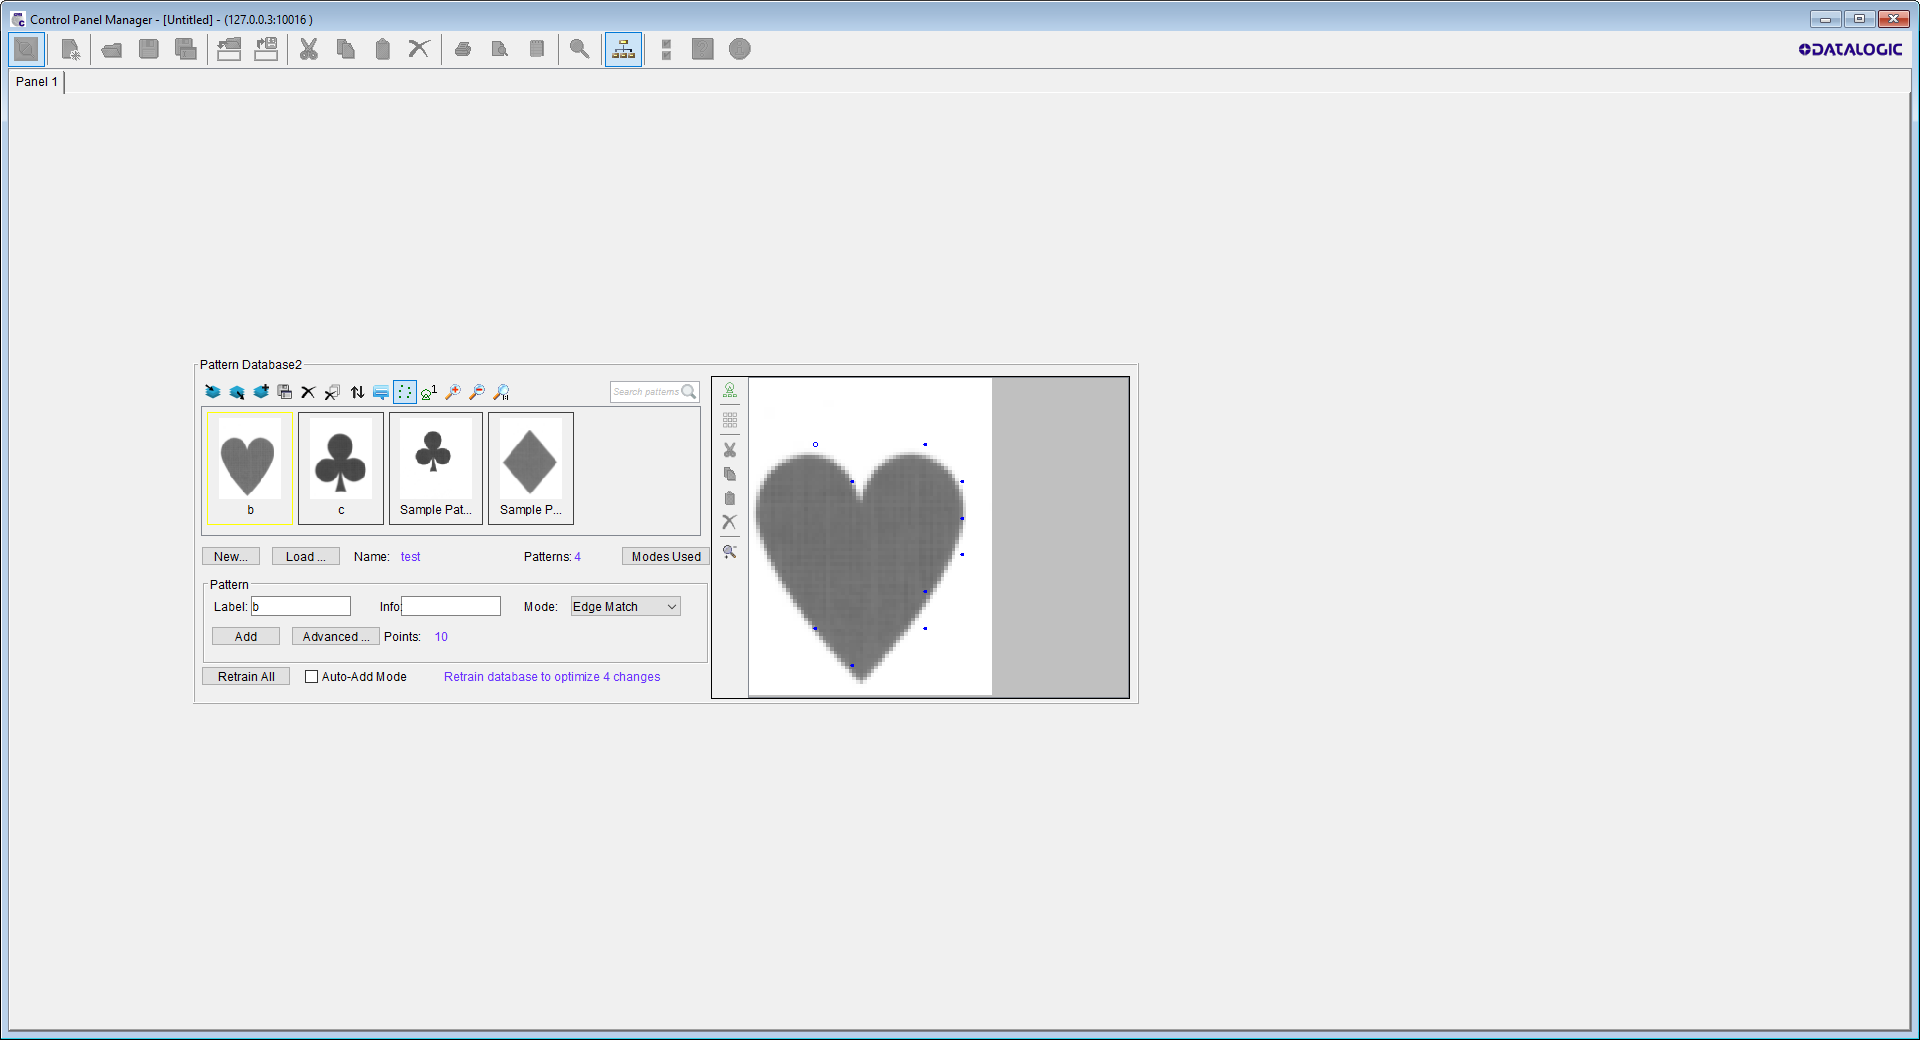 Control Panel Manager - [Untitled] - (127.0.0.3:10016 )
DATALOGIC
Panel 1
Pattern Database2
1
Search patterns
b
c
Sample Pat...
Sample P...
New...
Load ...
Name: test
Patterns: 4
Modes Used
Pattern
Label: b
Info:
Mode: Edge Match
Add
Advanced ...
Points: 10
Retrain All
Auto-Add Mode
Retrain database to optimize 4 changes